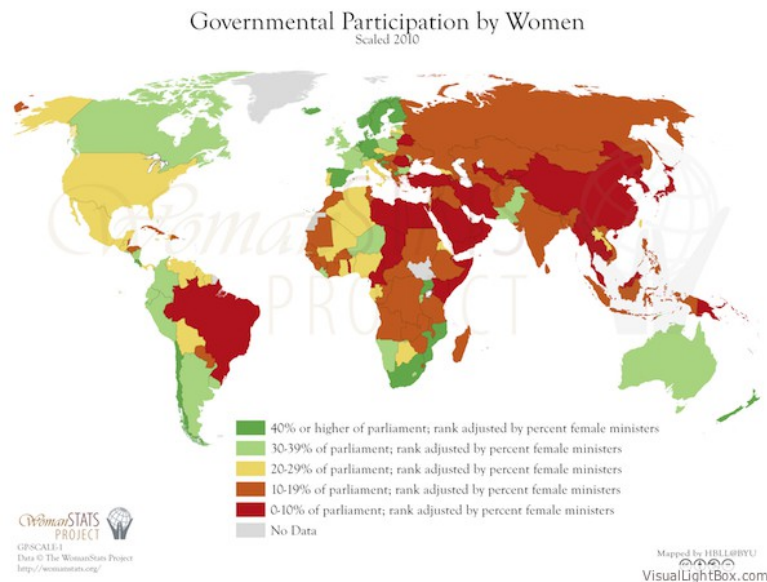 Governmental Participation by Women
Scaled 2010
WomanSTATS
PROJECT
40% or higher of parliament; rank adjusted by percent female ministers
30-39% of parliament; rank adjusted by percent female ministers
20-29% of parliament; rank adjusted by percent female ministers
10-19% of parliament; rank adjusted by percent female ministers
0-10% of parliament; rank adjusted by percent female ministers
No Data
WomanSTATS
PROJECT
GP-SCALE-1
Data © The WomanStats Project
http://womanstats.org/
Mapped by HBLL@BYU
VisualLightBox.com